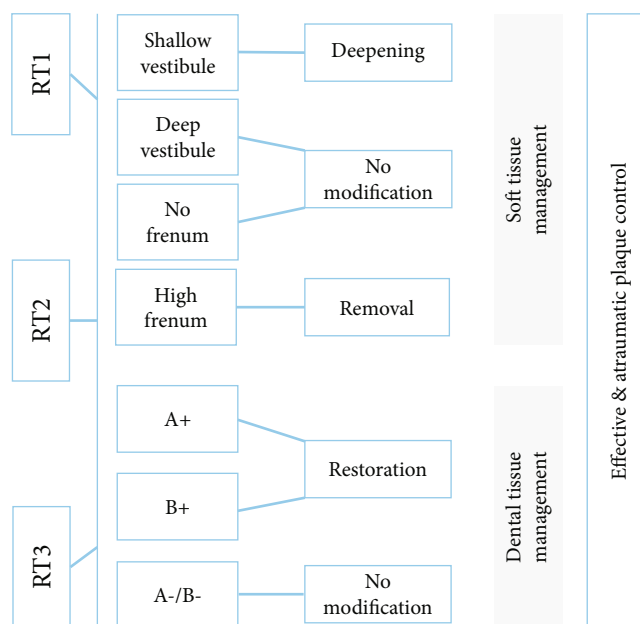 RT1
RT2
RT3
Shallow
vestibule
Deepening
Deep
vestibule
No
modification
No
frenum
High
frenum
Removal
A+
Restoration
B+
A-/B-
No
modification
Soft tissue
management
Dental tissue
management
Effective & atraumatic plaque control